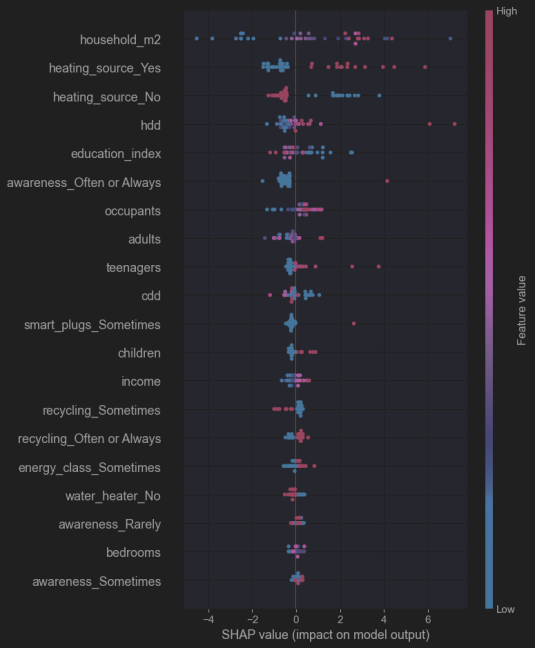 High
household_m2
heating_source_Yes
heating_source_No
hdd
education_index
awareness_Often or Always
occupants
adults
teenagers
cdd
smart_plugs_Sometimes
children
income
recycling_Sometimes
recycling_Often or Always
energy_class_Sometimes
water_heater_No
awareness_Rarely
bedrooms
awareness_Sometimes
Feature value
Low
−4 −2 0 2 4 6
SHAP value (impact on model output)